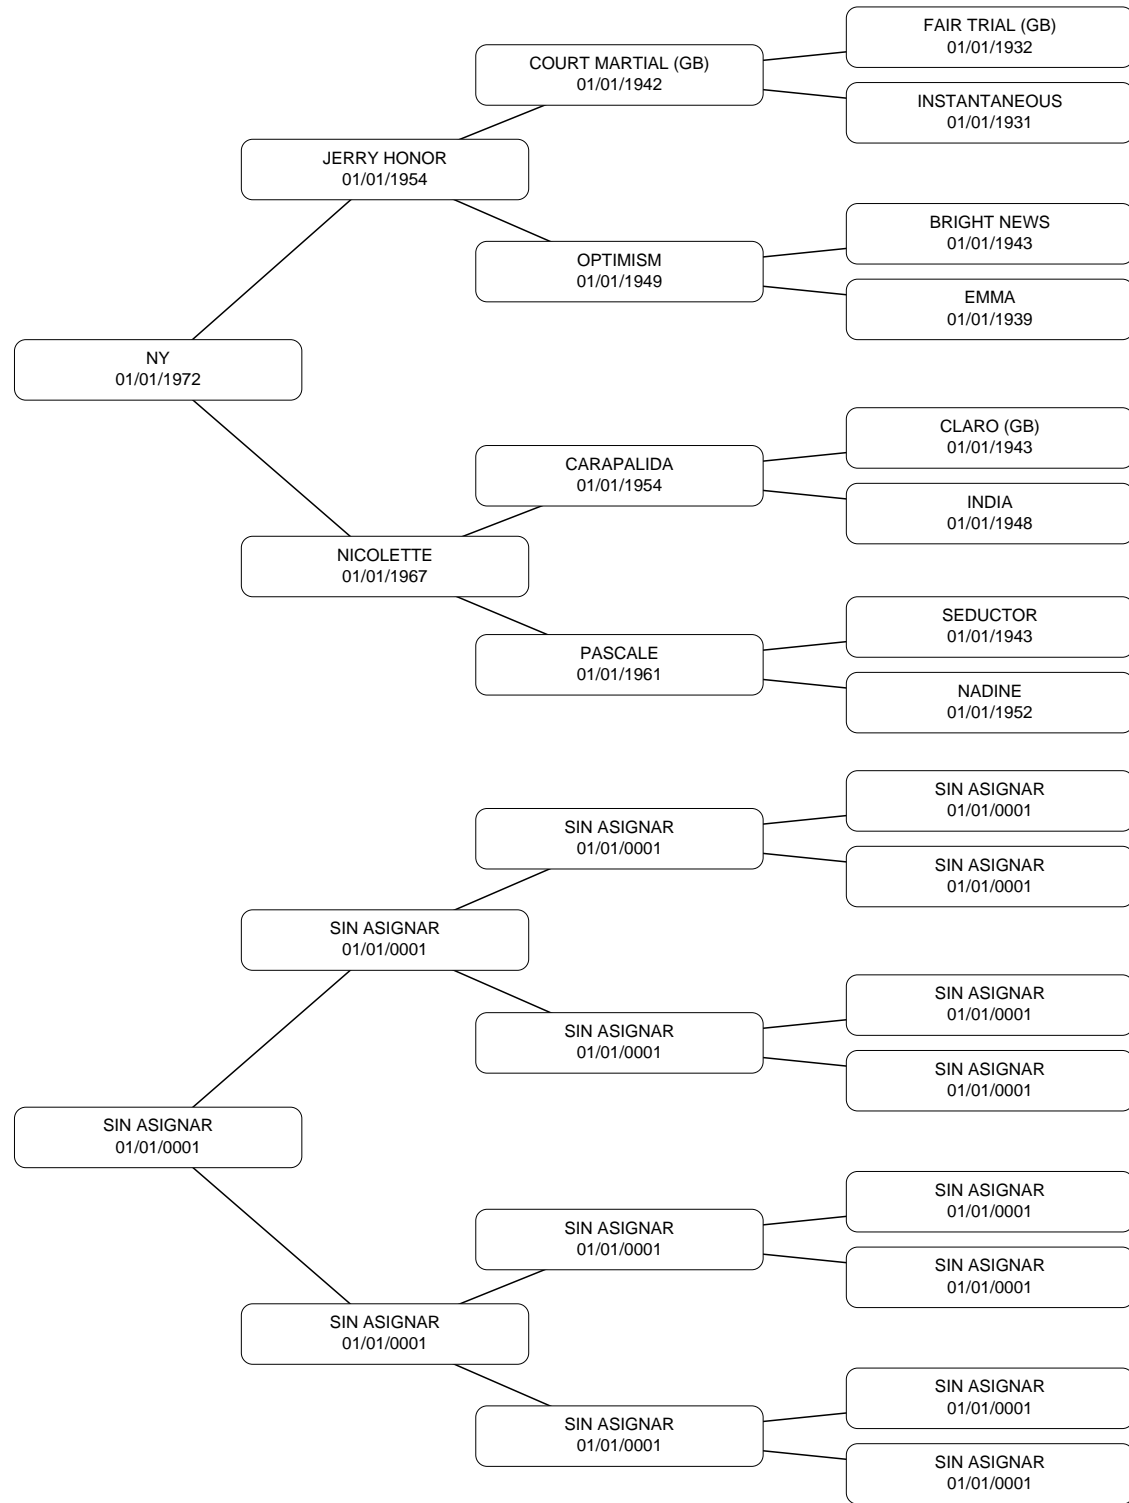 FAIR TRIAL (GB)
01/01/1932
COURT MARTIAL (GB)
01/01/1942
INSTANTANEOUS
01/01/1931
JERRY HONOR
01/01/1954
BRIGHT NEWS
01/01/1943
OPTIMISM
01/01/1949
EMMA
01/01/1939
NY
01/01/1972
CLARO (GB)
01/01/1943
CARAPALIDA
01/01/1954
INDIA
01/01/1948
NICOLETTE
01/01/1967
SEDUCTOR
01/01/1943
PASCALE
01/01/1961
NADINE
01/01/1952
SIN ASIGNAR
01/01/0001
SIN ASIGNAR
01/01/0001
SIN ASIGNAR
01/01/0001
SIN ASIGNAR
01/01/0001
SIN ASIGNAR
01/01/0001
SIN ASIGNAR
01/01/0001
SIN ASIGNAR
01/01/0001
SIN ASIGNAR
01/01/0001
SIN ASIGNAR
01/01/0001
SIN ASIGNAR
01/01/0001
SIN ASIGNAR
01/01/0001
SIN ASIGNAR
01/01/0001
SIN ASIGNAR
01/01/0001
SIN ASIGNAR
01/01/0001
SIN ASIGNAR
01/01/0001